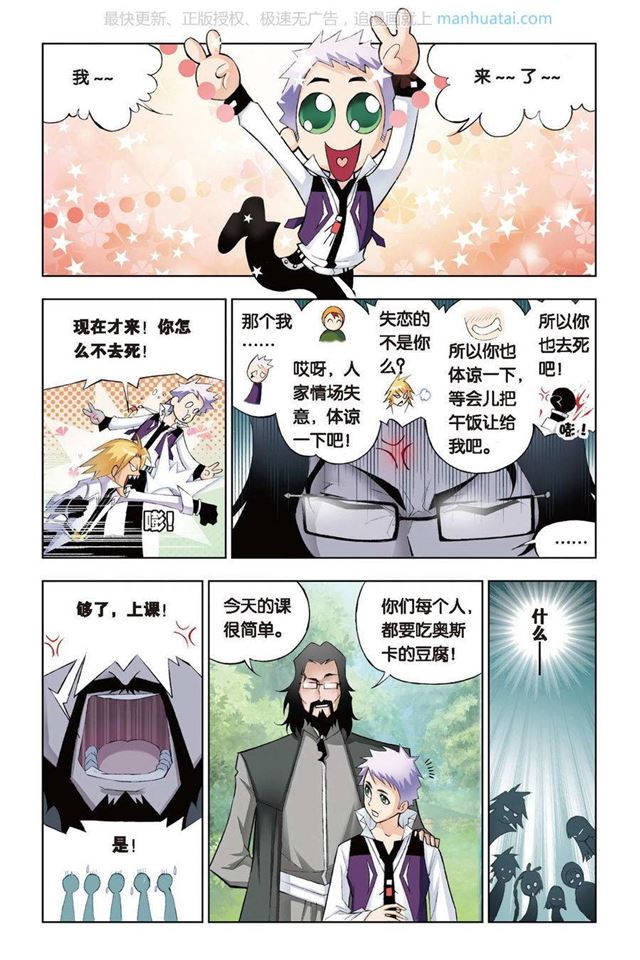 最快更新、正版授权、极速无广告，追漫画就上 manhuatai.com
我~~
来~~了~~
现在才来！你怎
么不去死！
嘭！
那个我
……
哎呀，人
家情场失
意，体谅
一下吧！
失恋的
不是你
么？
所以你也
体谅一下，
等会儿把
午饭让给
我吧。
所以你
也去死
吧！
嘭！
……
够了，上课！
是！
今天的课
很简单。
你们每个人，
都要吃奥斯
卡的豆腐！
什么——